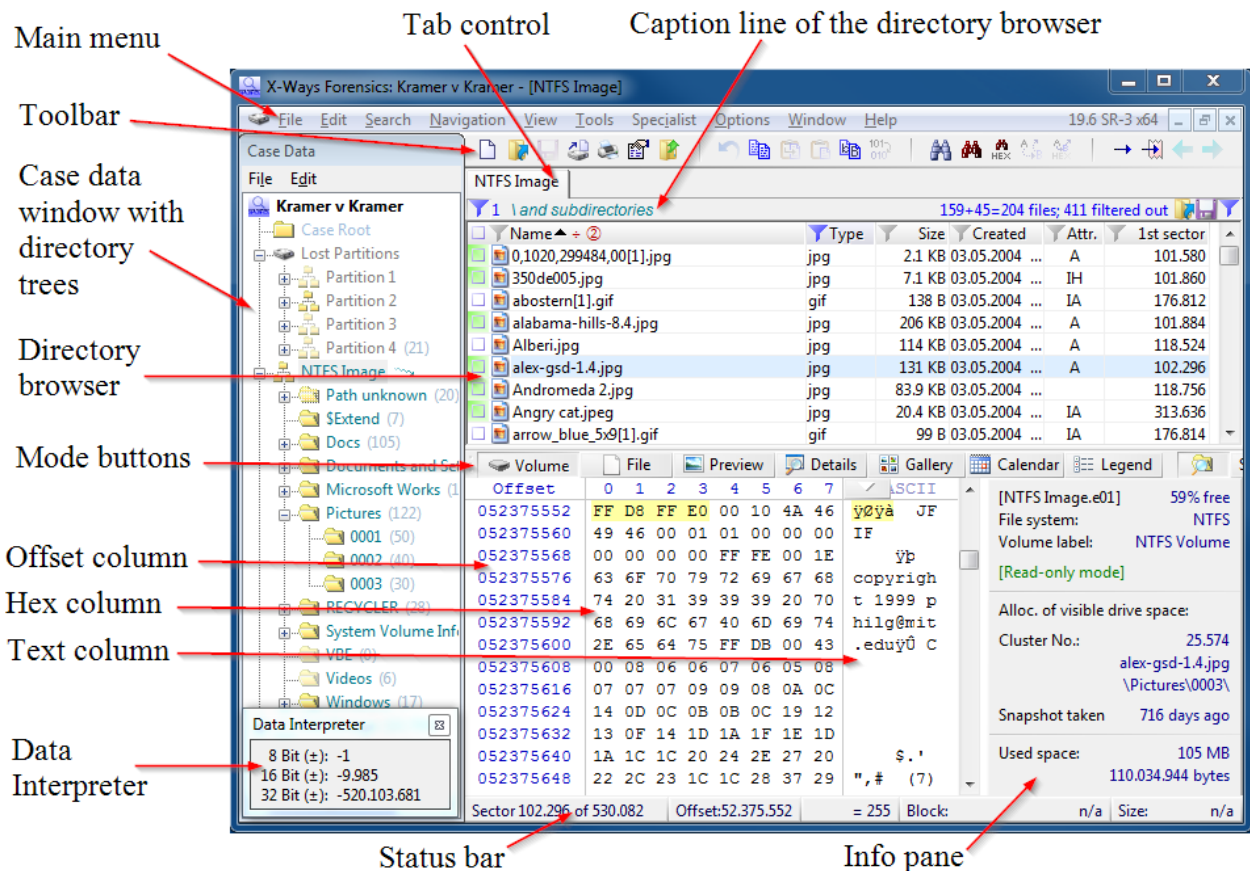 Main menu
Tab control
Caption line of the directory browser
Toolbar
Case data
window with
directory
trees
Directory
browser
Mode buttons
Offset column
Hex column
Text column
Data
Interpreter
Status bar
Info pane
X-Ways Forensics: Kramer v Kramer - [NTFS Image]
File Edit Search Navigation View Tools Specialist Options Window Help 19.6 SR-3 x64
Case Data
File Edit
Kramer v Kramer
Case Root
Lost Partitions
Partition 1
Partition 2
Partition 3
Partition 4 (21)
NTFS Image
Path unknown (20)
$Extend (7)
Docs (105)
Documents and Set
Microsoft Works (1
Pictures (122)
0001 (50)
0002 (40)
0003 (30)
RECYCLER (28)
System Volume Info
VBE (0)
Videos (6)
Windows (17)
Data Interpreter
8 Bit (±): -1
16 Bit (±): -9.985
32 Bit (±): -520.103.681
NTFS Image
1 \ and subdirectories 159+45=204 files; 411 filtered out
Name ÷ ② Type Size Created Attr. 1st sector
0,1020,299484,00[1].jpg jpg 2.1 KB 03.05.2004 ... A 101.580
350de005.jpg jpg 7.1 KB 03.05.2004 ... IH 101.860
abostern[1].gif gif 138 B 03.05.2004 ... IA 176.812
alabama-hills-8.4.jpg jpg 206 KB 03.05.2004 ... A 101.884
Alberi.jpg jpg 114 KB 03.05.2004 ... A 118.524
alex-gsd-1.4.jpg jpg 131 KB 03.05.2004 ... A 102.296
Andromeda 2.jpg jpg 83.9 KB 03.05.2004 ... 118.756
Angry cat.jpeg jpg 20.4 KB 03.05.2004 ... IA 313.636
arrow_blue_5x9[1].gif gif 99 B 03.05.2004 ... IA 176.814
Volume File Preview Details Gallery Calendar Legend
Offset 0 1 2 3 4 5 6 7 ASCII
052375552 FF D8 FF E0 00 10 4A 46 ÿØÿà JF
052375560 49 46 00 01 01 00 00 00 IF
052375568 00 00 00 00 FF FE 00 1E ÿþ
052375576 63 6F 70 79 72 69 67 68 copyrigh
052375584 74 20 31 39 39 39 20 70 t 1999 p
052375592 68 69 6C 67 40 6D 69 74 hilg@mit
052375600 2E 65 64 75 FF DB 00 43 .eduÿÛ C
052375608 00 08 06 06 07 06 05 08
052375616 07 07 07 09 09 08 0A 0C
052375624 14 0D 0C 0B 0B 0C 19 12
052375632 13 0F 14 1D 1A 1F 1E 1D
052375640 1A 1C 1C 20 24 2E 27 20 $.'
052375648 22 2C 23 1C 1C 28 37 29 ",# (7)
[NTFS Image.e01] 59% free
File system: NTFS
Volume label: NTFS Volume
[Read-only mode]
Alloc. of visible drive space:
Cluster No.: 25.574
alex-gsd-1.4.jpg
\Pictures\0003\
Snapshot taken 716 days ago
Used space: 105 MB
110.034.944 bytes
Sector 102.296 of 530.082 Offset:52.375.552 = 255 Block: n/a Size: n/a